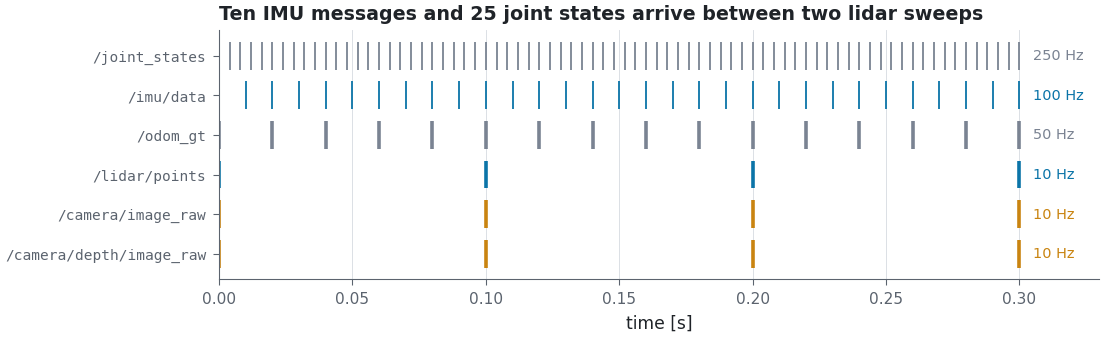 Ten IMU messages and 25 joint states arrive between two lidar sweeps
/joint_states 250 Hz
/imu/data 100 Hz
/odom_gt 50 Hz
/lidar/points 10 Hz
/camera/image_raw 10 Hz
/camera/depth/image_raw 10 Hz
0.00 0.05 0.10 0.15 0.20 0.25 0.30
time [s]